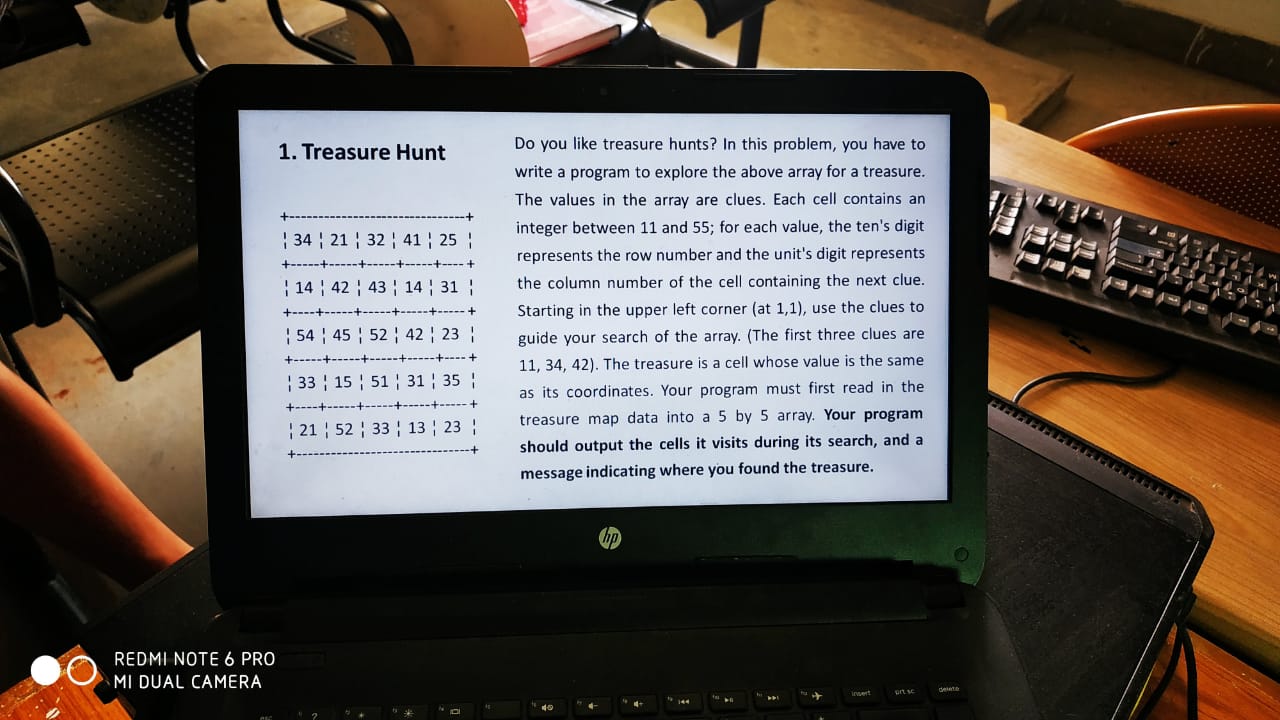 1. Treasure Hunt
+-------------------------------+
¦ 34 ¦ 21 ¦ 32 ¦ 41 ¦ 25 ¦
+-----+-----+-----+-----+---- +
¦ 14 ¦ 42 ¦ 43 ¦ 14 ¦ 31 ¦
+----+-----+-----+-----+----- +
¦ 54 ¦ 45 ¦ 52 ¦ 42 ¦ 23 ¦
+-----+-----+-----+-----+---- +
¦ 33 ¦ 15 ¦ 51 ¦ 31 ¦ 35 ¦
+----+-----+-----+-----+----- +
¦ 21 ¦ 52 ¦ 33 ¦ 13 ¦ 23 ¦
+-------------------------------+
Do you like treasure hunts? In this problem, you have to
write a program to explore the above array for a treasure.
The values in the array are clues. Each cell contains an
integer between 11 and 55; for each value, the ten's digit
represents the row number and the unit's digit represents
the column number of the cell containing the next clue.
Starting in the upper left corner (at 1,1), use the clues to
guide your search of the array. (The first three clues are
11, 34, 42). The treasure is a cell whose value is the same
as its coordinates. Your program must first read in the
treasure map data into a 5 by 5 array. Your program
should output the cells it visits during its search, and a
message indicating where you found the treasure.
hp
insert
prt sc
delete
REDMI NOTE 6 PRO
MI DUAL CAMERA